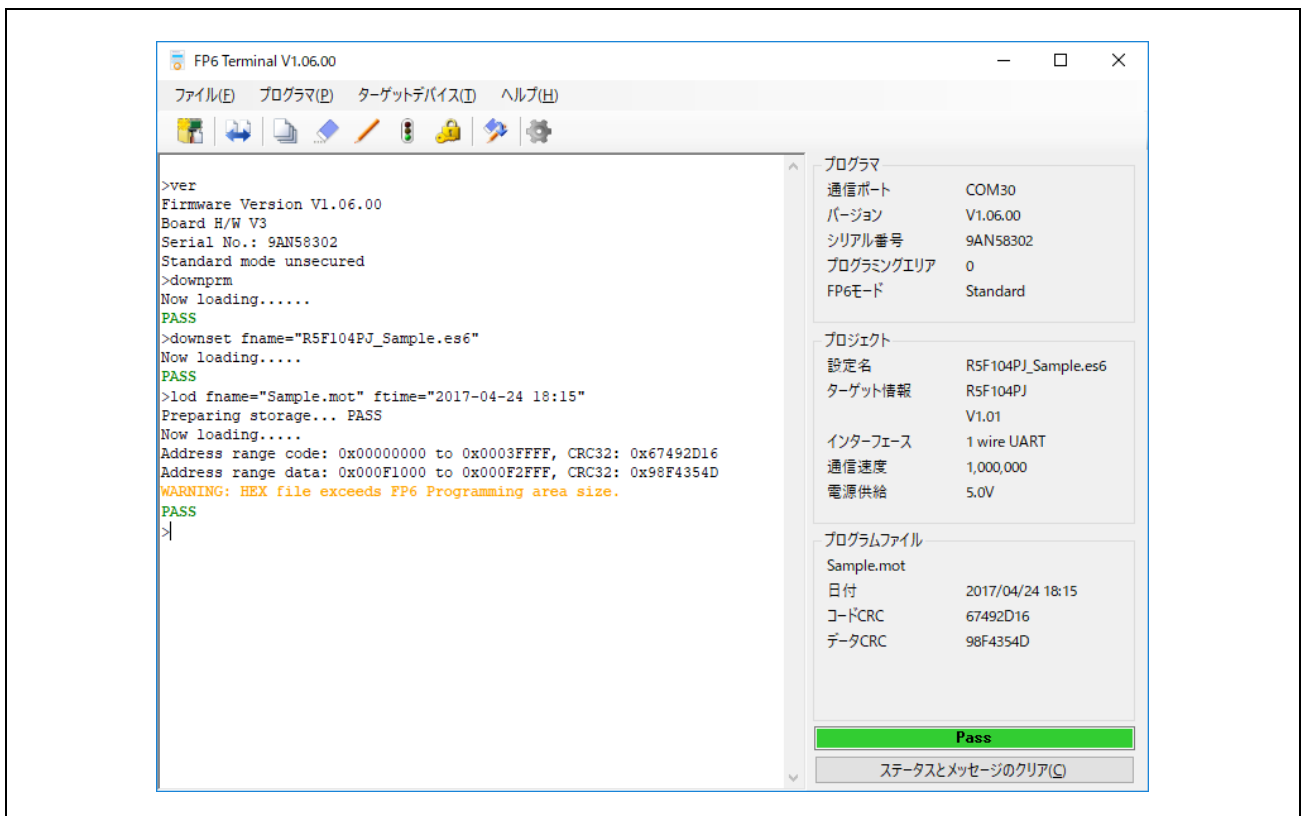 FP6 Terminal V1.06.00
ファイル(F) プログラマ(P) ターゲットデバイス(T) ヘルプ(H)
>ver
Firmware Version V1.06.00
Board H/W V3
Serial No.: 9AN58302
Standard mode unsecured
>downprm
Now loading......
PASS
>downset fname="R5F104PJ_Sample.es6"
Now loading.....
PASS
>lod fname="Sample.mot" ftime="2017-04-24 18:15"
Preparing storage... PASS
Now loading.....
Address range code: 0x00000000 to 0x0003FFFF, CRC32: 0x67492D16
Address range data: 0x000F1000 to 0x000F2FFF, CRC32: 0x98F4354D
WARNING: HEX file exceeds FP6 Programming area size.
PASS
>
プログラマ
通信ポート COM30
バージョン V1.06.00
シリアル番号 9AN58302
プログラミングエリア 0
FP6モード Standard
プロジェクト
設定名 R5F104PJ_Sample.es6
ターゲット情報 R5F104PJ
V1.01
インターフェース 1 wire UART
通信速度 1,000,000
電源供給 5.0V
プログラムファイル
Sample.mot
日付 2017/04/24 18:15
コードCRC 67492D16
データCRC 98F4354D
Pass
ステータスとメッセージのクリア(C)